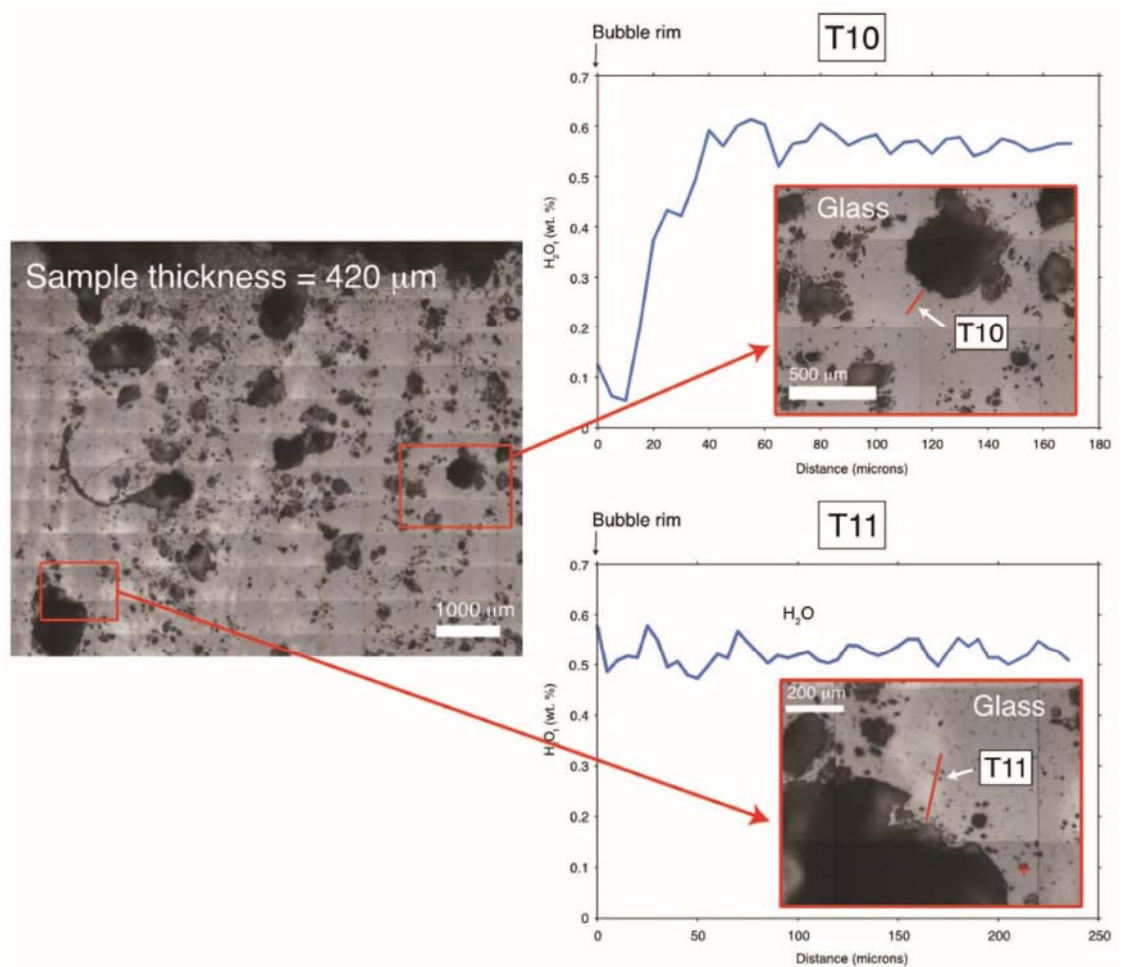 Sample thickness = 420 μm
1000 μm
T10
Bubble rim
0.7
0.6
0.5
0.4
0.3
0.2
0.1
0
H₂Oₜ (wt. %)
Glass
T10
500 μm
0 20 40 60 80 100 120 140 160 180
Distance (microns)
T11
Bubble rim
0.7
0.6
0.5
0.4
0.3
0.2
0.1
0
H₂Oₜ (wt. %)
H₂O
200 μm
Glass
T11
0 50 100 150 200 250
Distance (microns)